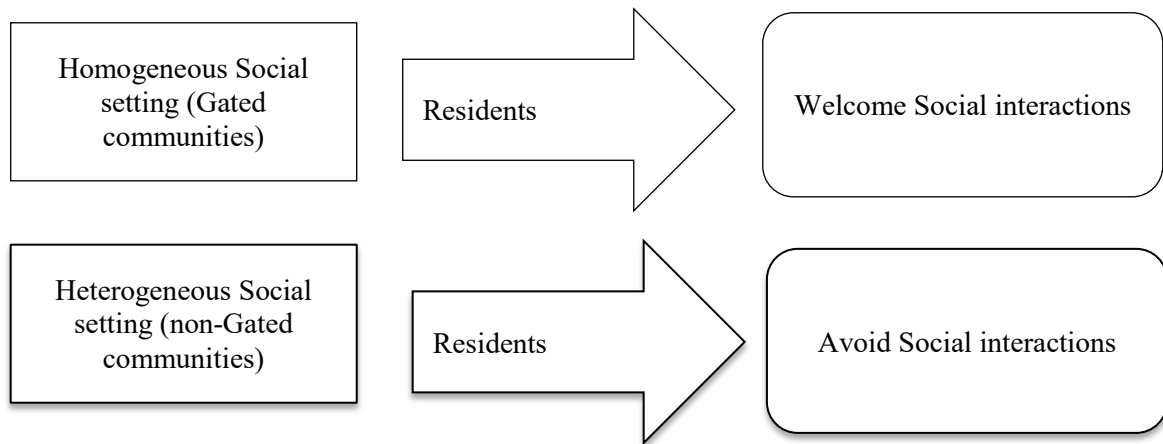 Homogeneous Social
setting (Gated
communities)
Residents
Welcome Social interactions
Heterogeneous Social
setting (non-Gated
communities)
Residents
Avoid Social interactions